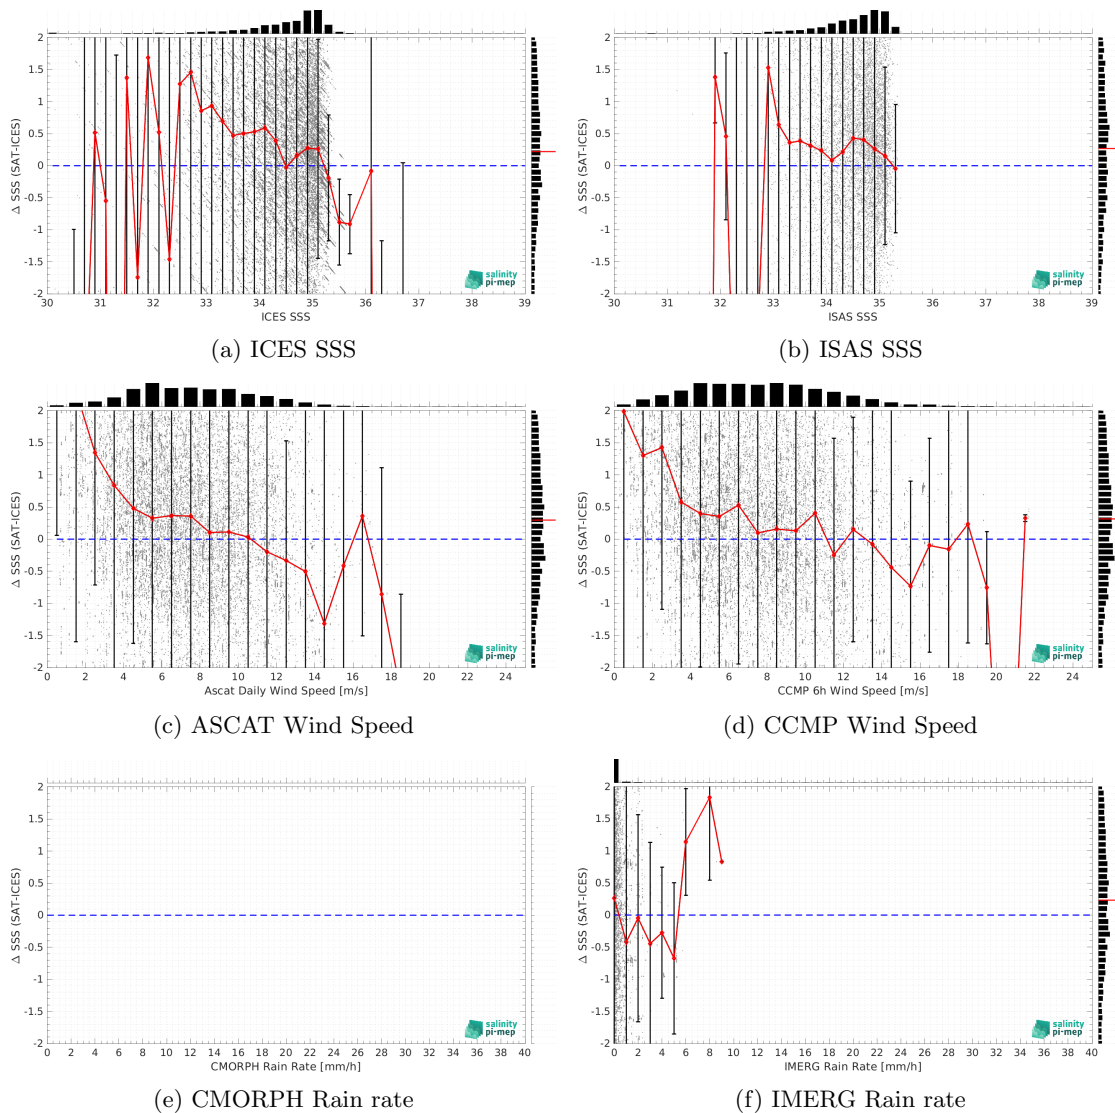 2
1.5
1
0.5
0
-0.5
-1
-1.5
-2
Δ SSS (SAT-ICES)
30 31 32 33 34 35 36 37 38 39
ICES SSS
salinity
pi-mep
2
1.5
1
0.5
0
-0.5
-1
-1.5
-2
Δ SSS (SAT-ICES)
30 31 32 33 34 35 36 37 38 39
ISAS SSS
salinity
pi-mep
(a) ICES SSS
(b) ISAS SSS
2
1.5
1
0.5
0
-0.5
-1
-1.5
-2
Δ SSS (SAT-ICES)
0 2 4 6 8 10 12 14 16 18 20 22 24
Ascat Daily Wind Speed [m/s]
salinity
pi-mep
2
1.5
1
0.5
0
-0.5
-1
-1.5
-2
Δ SSS (SAT-ICES)
0 2 4 6 8 10 12 14 16 18 20 22 24
CCMP 6h Wind Speed [m/s]
salinity
pi-mep
(c) ASCAT Wind Speed
(d) CCMP Wind Speed
2
1.5
1
0.5
0
-0.5
-1
-1.5
-2
Δ SSS (SAT-ICES)
0 2 4 6 8 10 12 14 16 18 20 22 24 26 28 30 32 34 36 38 40
CMORPH Rain Rate [mm/h]
salinity
pi-mep
2
1.5
1
0.5
0
-0.5
-1
-1.5
-2
Δ SSS (SAT-ICES)
0 2 4 6 8 10 12 14 16 18 20 22 24 26 28 30 32 34 36 38 40
IMERG Rain Rate [mm/h]
salinity
pi-mep
(e) CMORPH Rain rate
(f) IMERG Rain rate